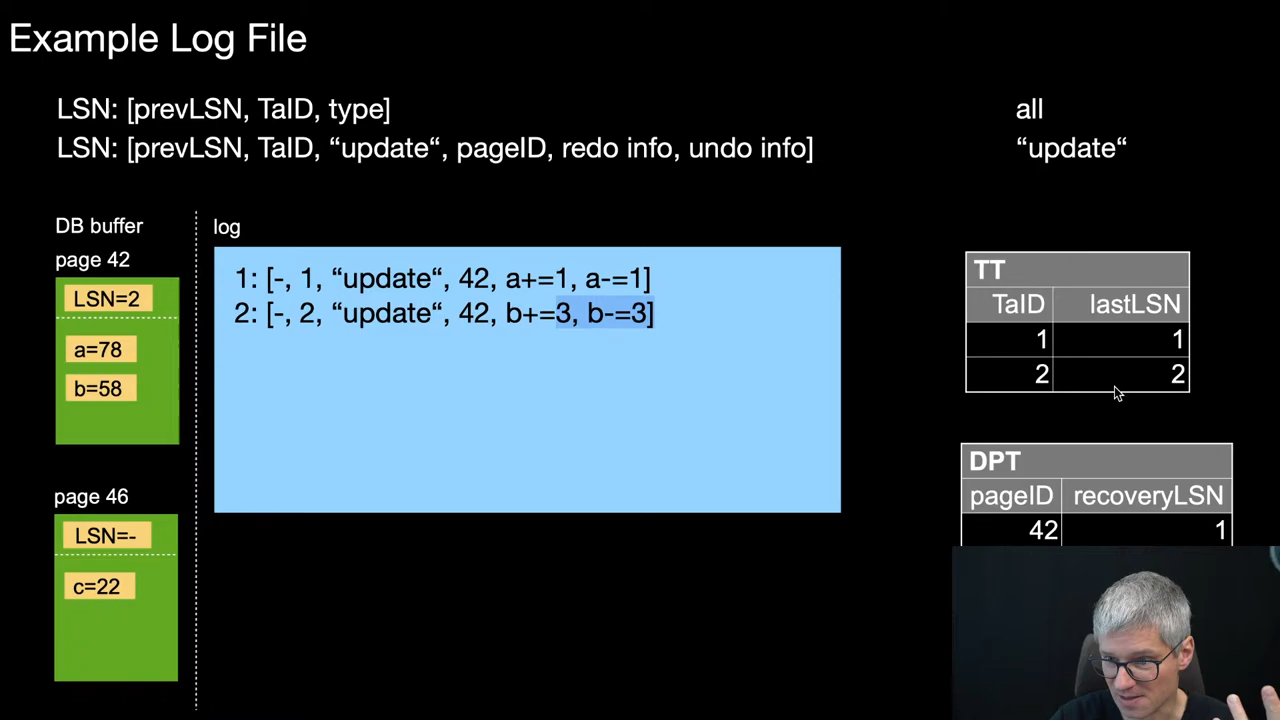 Example Log File
LSN: [prevLSN, TaID, type]
all
LSN: [prevLSN, TaID, “update“, pageID, redo info, undo info]
“update“
DB buffer
page 42
LSN=2
a=78
b=58
page 46
LSN=-
c=22
log
1: [-, 1, “update“, 42, a+=1, a-=1]
2: [-, 2, “update“, 42, b+=3, b-=3]
TT
TaID lastLSN
1 1
2 2
DPT
pageID recoveryLSN
42 1